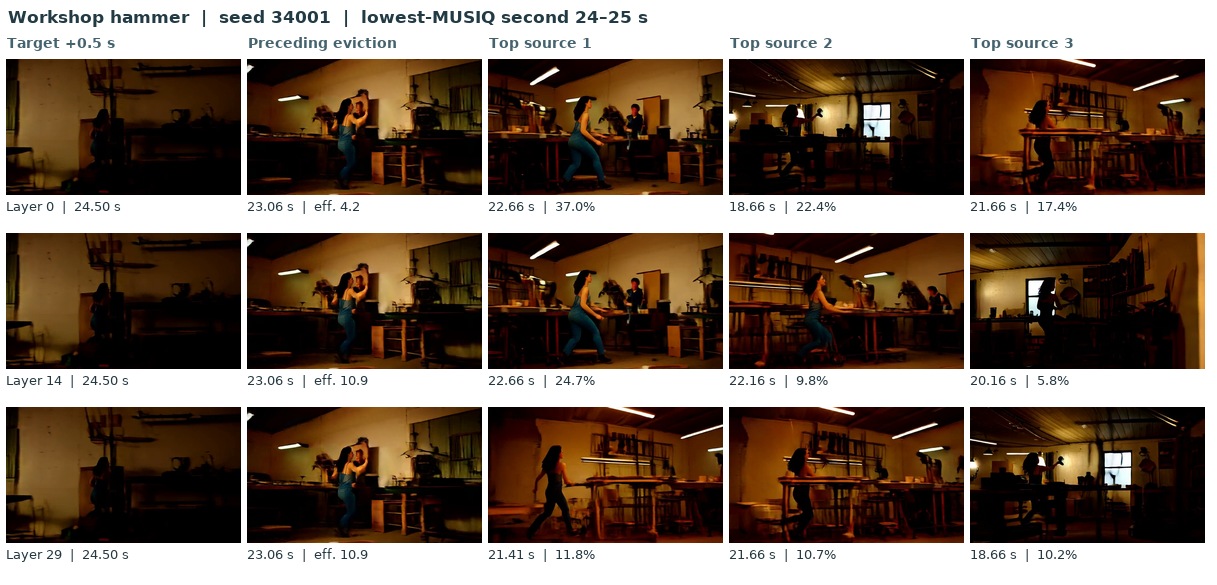 Workshop hammer | seed 34001 | lowest-MUSIQ second 24–25 s
Target +0.5 s Preceding eviction Top source 1 Top source 2 Top source 3
Layer 0 | 24.50 s 23.06 s | eff. 4.2 22.66 s | 37.0% 18.66 s | 22.4% 21.66 s | 17.4%
Layer 14 | 24.50 s 23.06 s | eff. 10.9 22.66 s | 24.7% 22.16 s | 9.8% 20.16 s | 5.8%
Layer 29 | 24.50 s 23.06 s | eff. 10.9 21.41 s | 11.8% 21.66 s | 10.7% 18.66 s | 10.2%